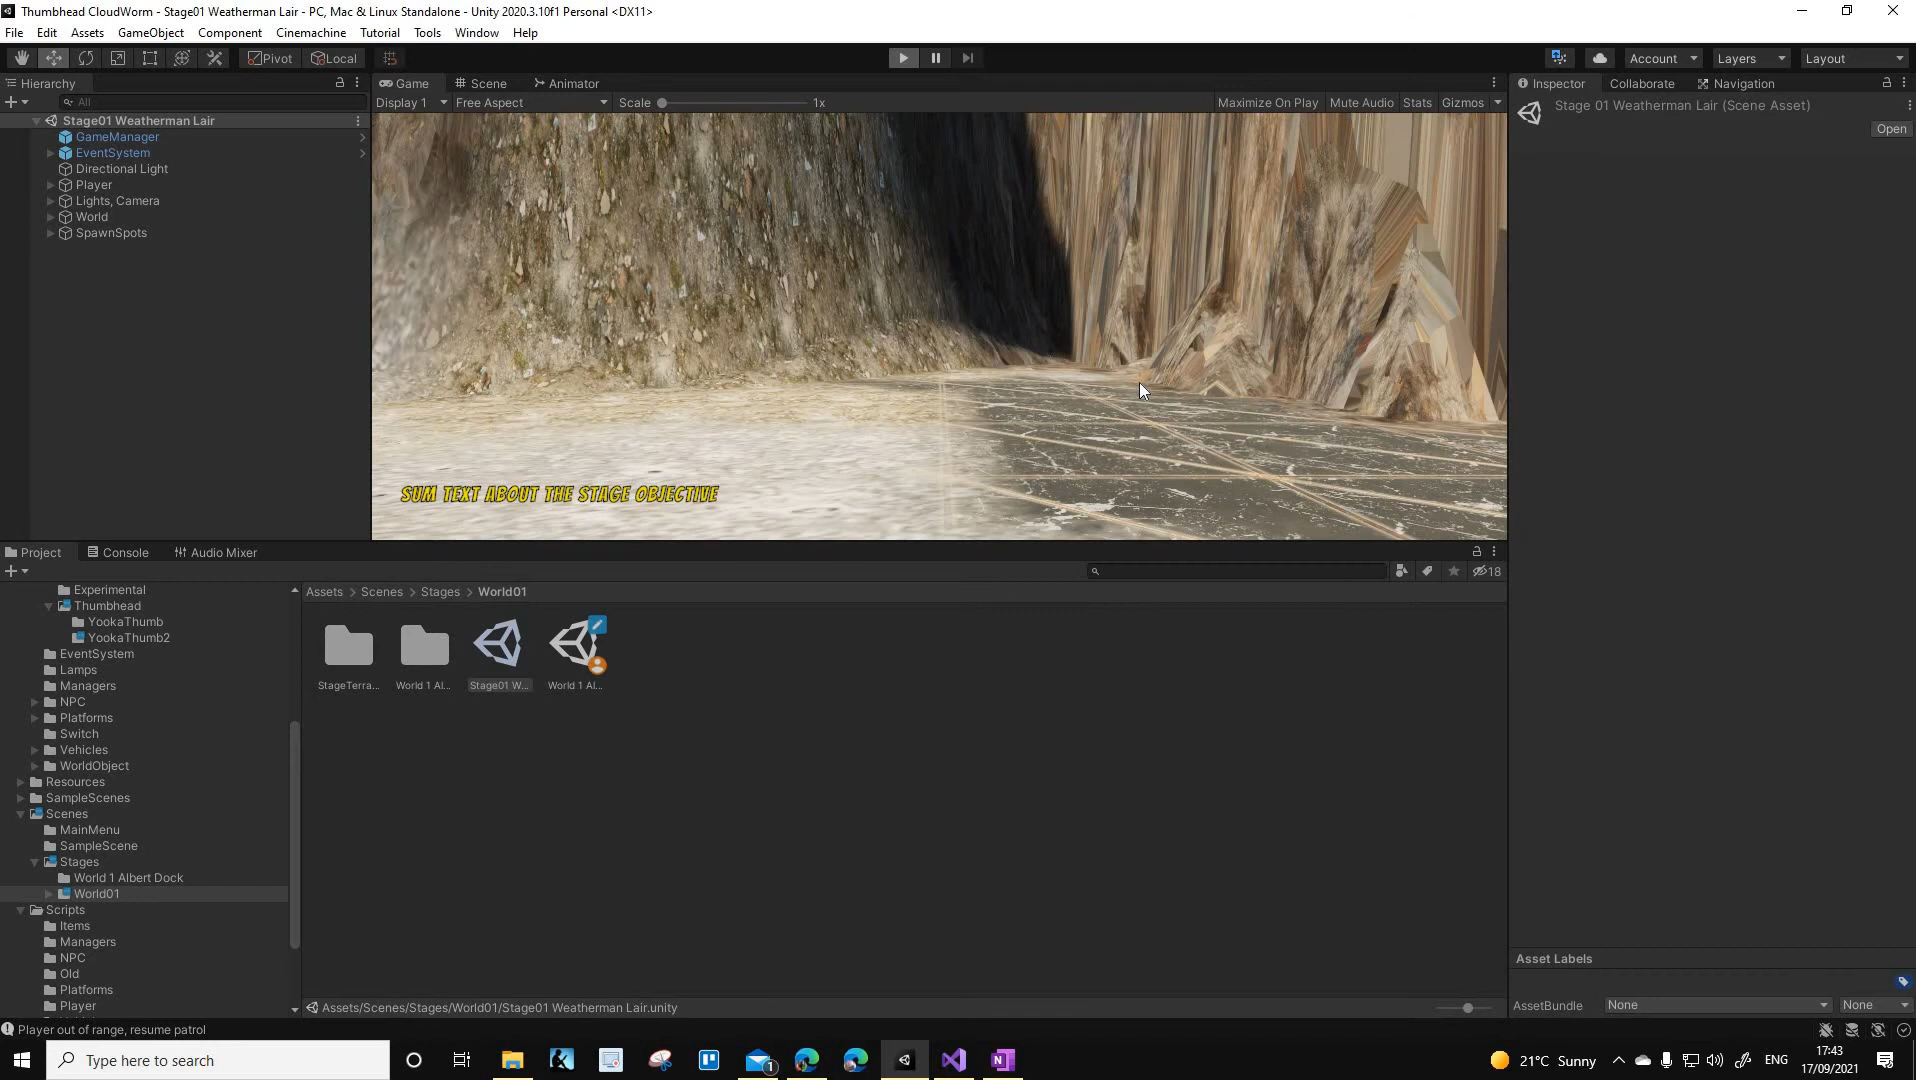 Thumbhead CloudWorm - Stage01 Weatherman Lair - PC, Mac & Linux Standalone - Unity 2020.3.10f1 Personal <DX11>
File Edit Assets GameObject Component Cinemachine Tutorial Tools Window Help
Pivot Local Account Layers Layout
Hierarchy
All
Stage01 Weatherman Lair
GameManager
EventSystem
Directional Light
Player
Lights, Camera
World
SpawnSpots
Game Scene Animator
Display 1 Free Aspect Scale 1x Maximize On Play Mute Audio Stats Gizmos
SUM TEXT ABOUT THE STAGE OBJECTIVE
Inspector Collaborate Navigation
Stage 01 Weatherman Lair (Scene Asset)
Open
Project Console Audio Mixer
18
Experimental
Thumbhead
YookaThumb
YookaThumb2
EventSystem
Lamps
Managers
NPC
Platforms
Switch
Vehicles
WorldObject
Resources
SampleScenes
Scenes
MainMenu
SampleScene
Stages
World 1 Albert Dock
World01
Scripts
Items
Managers
NPC
Old
Platforms
Player
Assets > Scenes > Stages > World01
StageTerra... World 1 Al... Stage01 W... World 1 Al...
Assets/Scenes/Stages/World01/Stage01 Weatherman Lair.unity
Asset Labels
AssetBundle None None
Player out of range, resume patrol
Type here to search
1
21°C Sunny ENG
17:43
17/09/2021